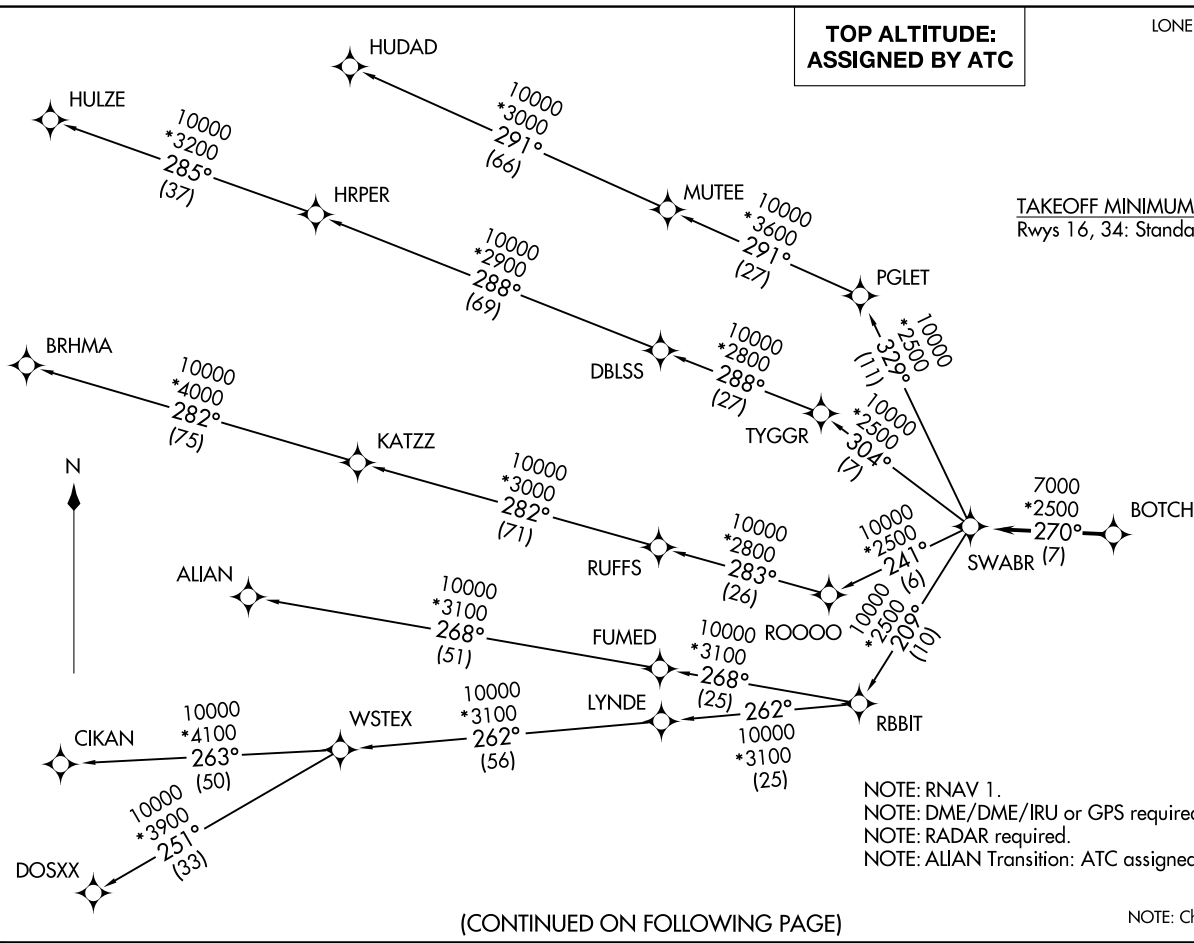 TOP ALTITUDE:
ASSIGNED BY ATC
LONE
HUDAD
10000
*3000
291°
(66)
HULZE
10000
*3200
285°
(37)
HRPER
MUTEE
10000
*3600
291°
(27)
TAKEOFF MINIMUM
Rwys 16, 34: Standa
10000
*2900
288°
(69)
PGLET
10000
*2500
329°
(11)
BRHMA
10000
*4000
282°
(75)
DBLSS
10000
*2800
288°
(27)
TYGGR
10000
*2500
304°
(7)
KATZZ
N
10000
*3000
282°
(71)
RUFFS
10000
*2800
283°
(26)
10000
*2500
241°
(6)
ROOOO
SWABR
7000
*2500
270°
(7)
BOTCH
10000
*2500
209°
(10)
ALIAN
10000
*3100
268°
(51)
FUMED
10000
*3100
268°
(25)
RBBIT
LYNDE
262°
10000
*3100
(25)
WSTEX
10000
*3100
262°
(56)
CIKAN
10000
*4100
263°
(50)
10000
*3900
251°
(33)
DOSXX
NOTE: RNAV 1.
NOTE: DME/DME/IRU or GPS required
NOTE: RADAR required.
NOTE: ALIAN Transition: ATC assigned
(CONTINUED ON FOLLOWING PAGE)
NOTE: Ch